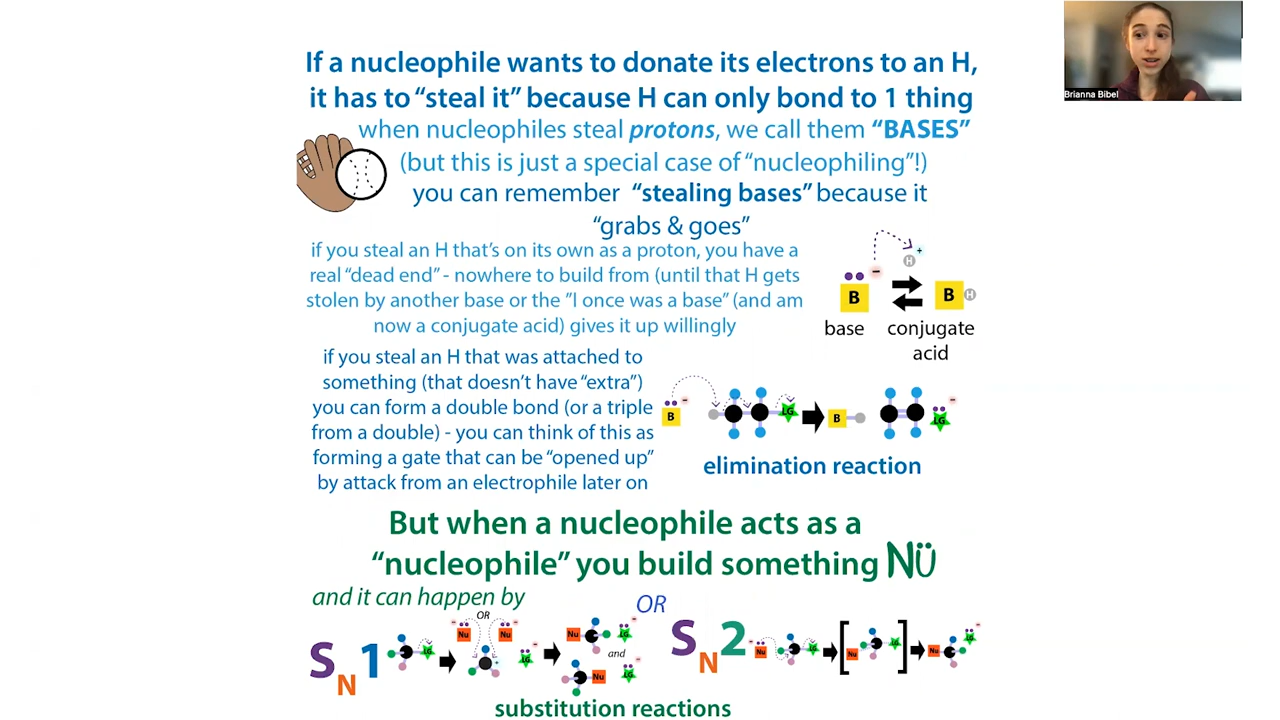 If a nucleophile wants to donate its electrons to an H,
it has to “steal it” because H can only bond to 1 thing
when nucleophiles steal protons, we call them “BASES”
(but this is just a special case of “nucleophiling”!)
you can remember “stealing bases” because it
“grabs & goes”
if you steal an H that’s on its own as a proton, you have a
real “dead end” - nowhere to build from (until that H gets
stolen by another base or the "I once was a base” (and am
now a conjugate acid) gives it up willingly
B
H
+
B
H
base
conjugate
acid
if you steal an H that was attached to
something (that doesn’t have “extra”)
you can form a double bond (or a triple
from a double) - you can think of this as
forming a gate that can be “opened up”
by attack from an electrophile later on
B
LG
B
LG
elimination reaction
But when a nucleophile acts as a
“nucleophile” you build something NÜ
and it can happen by
OR
SN1
LG
OR
Nu
Nu
LG
Nu
LG
and
Nu
LG
SN2
Nu
LG
Nu
LG
Nu
LG
substitution reactions
Brianna Bibel